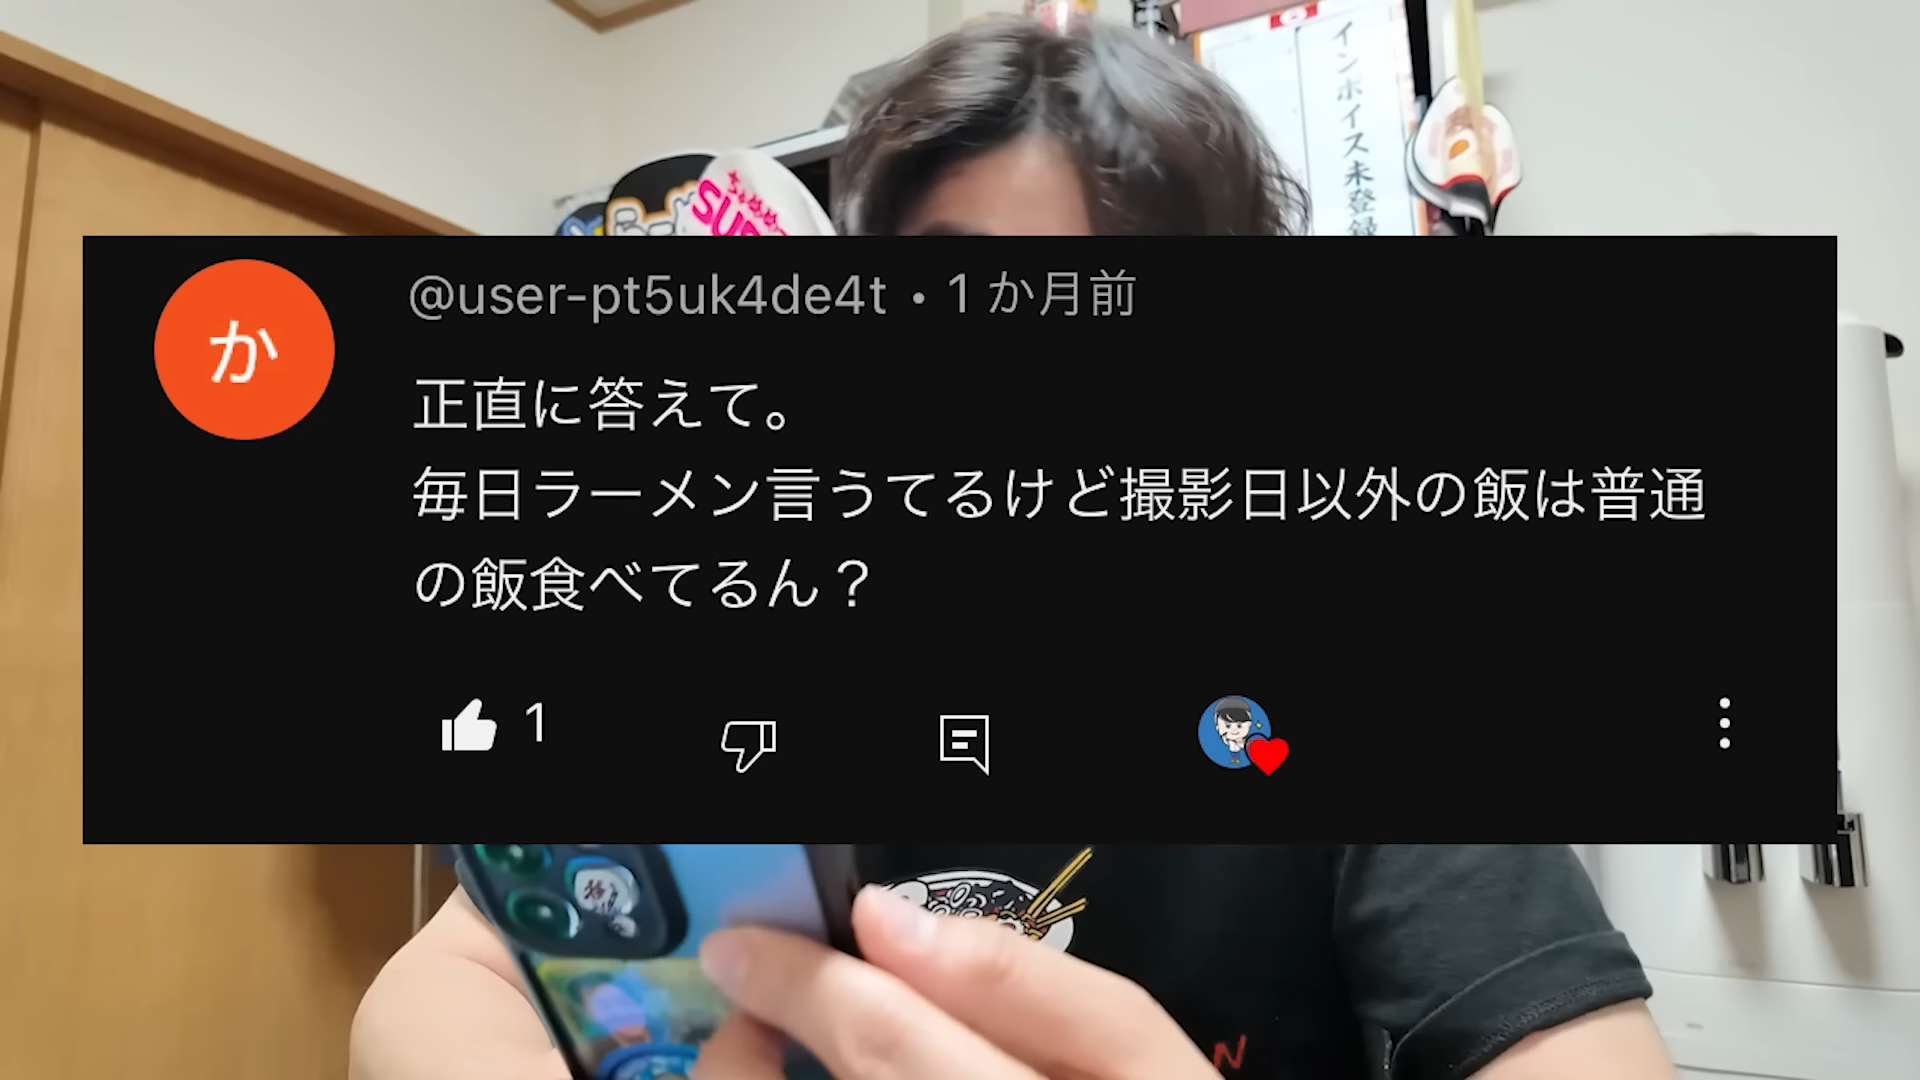 インボイス未登録
SU
@user-pt5uk4de4t・1 か月前
か
正直に答えて。
毎日ラーメン言うてるけど撮影日以外の飯は普通
の飯食べてるん？
1
N